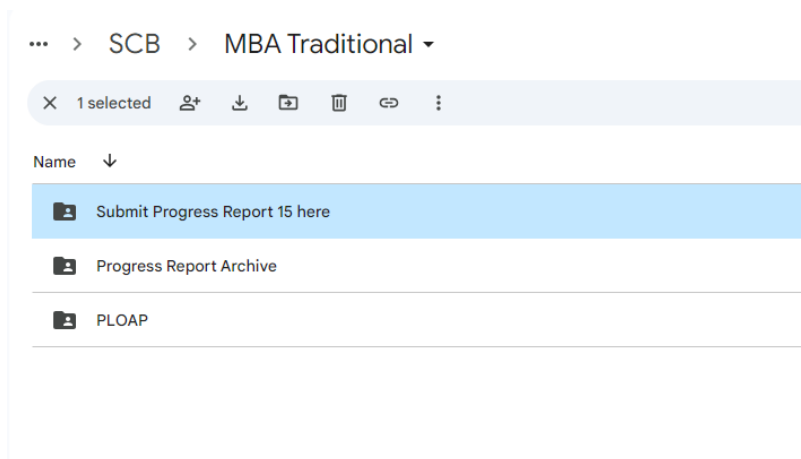 ... > SCB > MBA Traditional
1 selected
Name
Submit Progress Report 15 here
Progress Report Archive
PLOAP